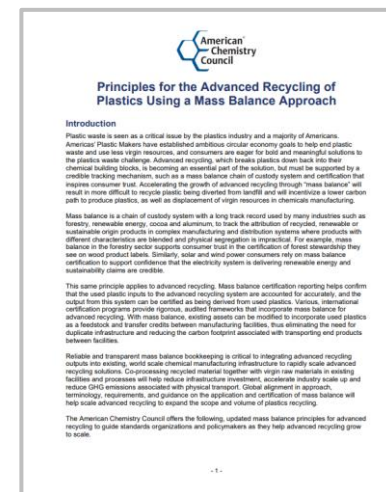 American
Chemistry
Council
Principles for the Advanced Recycling of
Plastics Using a Mass Balance Approach
Introduction
Plastic waste is seen as a critical issue by the plastics industry and a majority of Americans.
Americas' Plastic Makers have established ambitious circular economy goals to help end plastic
waste and use less virgin resources, and consumers are eager for bold and meaningful solutions to
the plastics waste challenge. Advanced recycling, which breaks plastics down back into their
chemical building blocks, is becoming an essential part of the solution, but must be supported by a
credible tracking mechanism, such as a mass balance chain of custody system and certification that
inspires consumer trust. Accelerating the growth of advanced recycling through "mass balance" will
result in more difficult to recycle plastic being diverted from landfill and will incentivize a lower carbon
path to produce plastics, as well as displacement of virgin resources in chemicals manufacturing.
Mass balance is a chain of custody system with a long track record used by many industries such as
forestry, renewable energy, cocoa and aluminum, to track the attribution of recycled, renewable or
sustainable origin products in complex manufacturing and distribution systems where products with
different characteristics are blended and physical segregation is impractical. For example, mass
balance in the forestry sector supports consumer trust in the certification of forest stewardship they
see on wood product labels. Similarly, solar and wind power consumers rely on mass balance
certification to support confidence that the electricity system is delivering renewable energy and
sustainability claims are credible.
This same principle applies to advanced recycling. Mass balance certification reporting helps confirm
that the used plastic inputs to the advanced recycling system are accounted for accurately, and the
output from this system can be certified as being derived from used plastics. Various, international
certification programs provide rigorous, audited frameworks that incorporate mass balance for
advanced recycling. With mass balance, existing assets can be modified to incorporate used plastics
as a feedstock and transfer credits between manufacturing facilities, thus eliminating the need for
duplicate infrastructure and reducing the carbon footprint associated with transporting end products
between facilities.
Reliable and transparent mass balance bookkeeping is critical to integrating advanced recycling
outputs into existing, world scale chemical manufacturing infrastructure to rapidly scale advanced
recycling solutions. Co-processing recycled material together with virgin raw materials in existing
facilities and processes will help reduce infrastructure investment, accelerate industry scale up and
reduce GHG emissions associated with physical transport. Global alignment in approach,
terminology, requirements, and guidance on the application and certification of mass balance will
help scale advanced recycling to expand the scope and volume of plastics recycling.
The American Chemistry Council offers the following, updated mass balance principles for advanced
recycling to guide standards organizations and policymakers as they help advanced recycling grow
to scale.
- 1 -